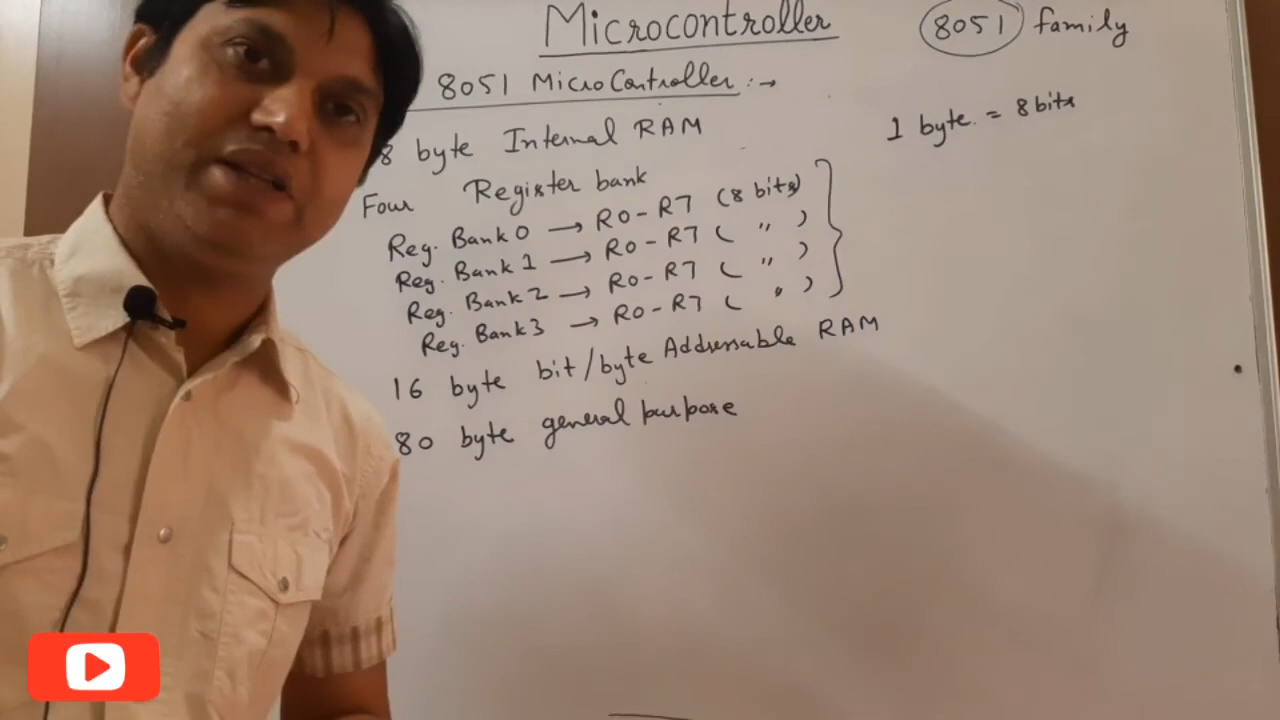 Microcontroller
8051 family
8051 MicroController :→
1 byte = 8 bits
8 byte Internal RAM
Four Register bank
Reg. Bank 0 → R0 - R7 (8 bits)
Reg. Bank 1 → R0 - R7 ( " )
Reg. Bank 2 → R0 - R7 ( " )
Reg. Bank 3 → R0 - R7 ( " )
16 byte bit/byte Addressable RAM
80 byte general purpose